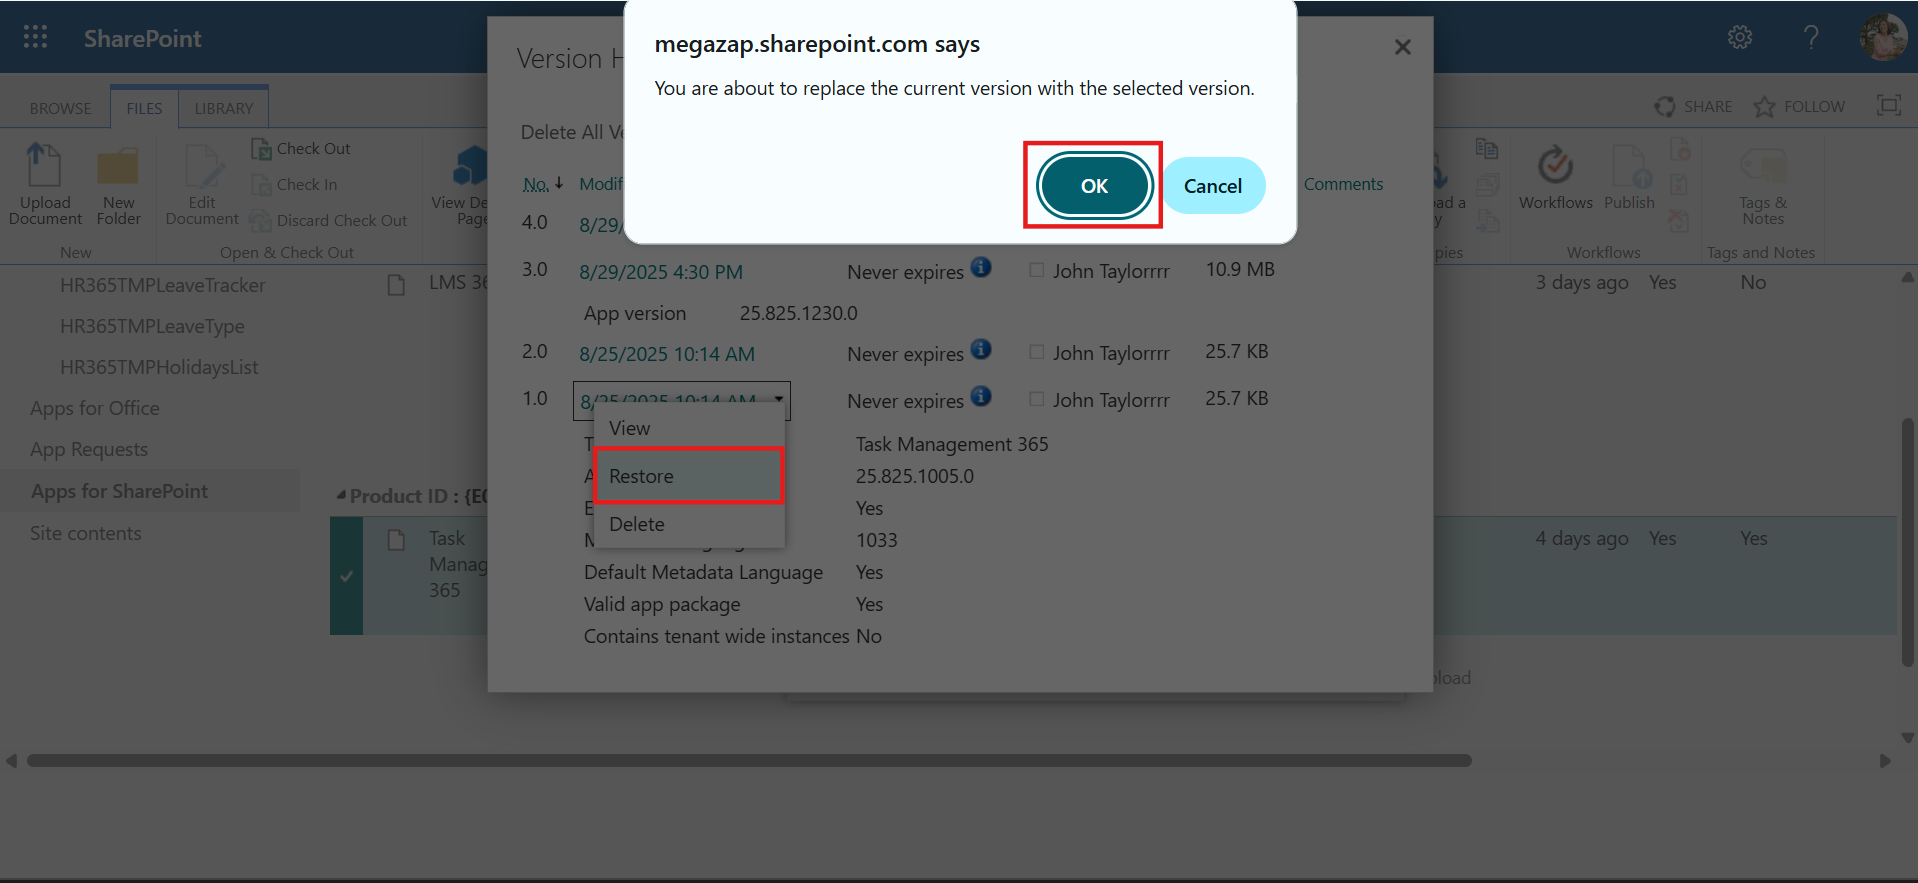 SharePoint
megazap.sharepoint.com says
You are about to replace the current version with the selected version.
OK
Cancel
BROWSE
FILES
LIBRARY
SHARE
FOLLOW
Upload Document
New Folder
New
Edit Document
Check Out
Check In
Discard Check Out
Open & Check Out
View
Workflows
Publish
Workflows
Tags & Notes
Tags and Notes
Version
Delete All
No.
Comments
4.0
8/29/
3.0 8/29/2025 4:30 PM Never expires John Taylorrrr 10.9 MB
App version 25.825.1230.0
2.0 8/25/2025 10:14 AM Never expires John Taylorrrr 25.7 KB
1.0 8/25/2025 10:14 AM Never expires John Taylorrrr 25.7 KB
View
Restore
Delete
Task Management 365
25.825.1005.0
Yes
1033
Default Metadata Language Yes
Valid app package Yes
Contains tenant wide instances No
HR365TMPLeaveTracker
HR365TMPLeaveType
HR365TMPHolidaysList
Apps for Office
App Requests
Apps for SharePoint
Site contents
LMS
3 days ago Yes No
Product ID :
Task
365
4 days ago Yes Yes